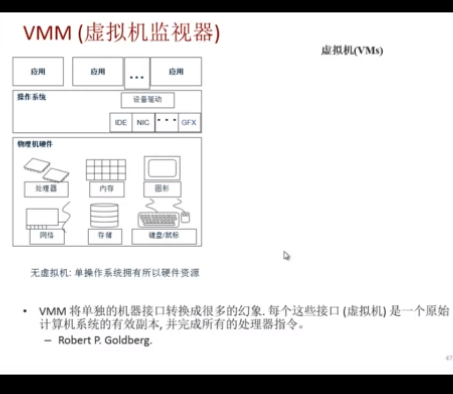 VMM (虚拟机监视器)
虚拟机(VMs)
应用
应用
...
应用
操作系统
设备驱动
IDE
NIC
...
GFX
物理机硬件
处理器
内存
图形
网络
存储
键盘/鼠标
无虚拟机: 单操作系统拥有所以硬件资源
• VMM 将单独的机器接口转换成很多的幻象. 每个这些接口 (虚拟机) 是一个原始
计算机系统的有效副本, 并完成所有的处理器指令。
– Robert P. Goldberg.
47